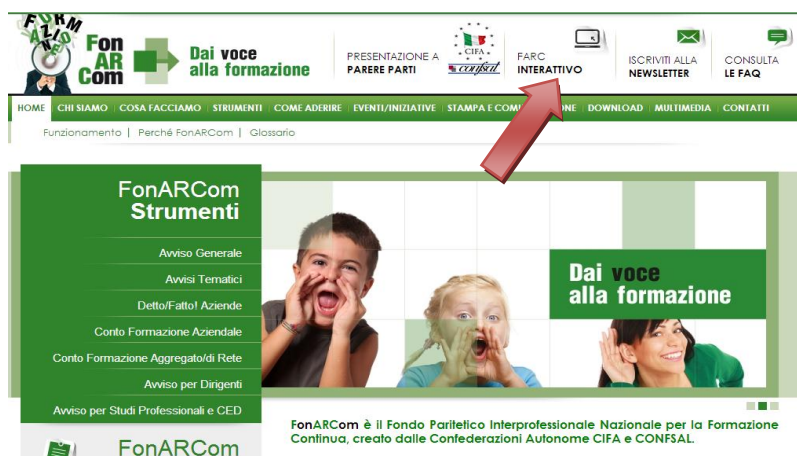 FORMAZIONE
Fon
AR
Com
Dai voce
alla formazione
PRESENTAZIONE A
PARERE PARTI
CIFA
confsal
FARC
INTERATTIVO
ISCRIVITI ALLA
NEWSLETTER
CONSULTA
LE FAQ
HOME CHI SIAMO COSA FACCIAMO STRUMENTI COME ADERIRE EVENTI/INIZIATIVE STAMPA E COM NE DOWNLOAD MULTIMEDIA CONTATTI
Funzionamento | Perché FonARCom | Glossario
FonARCom
Strumenti
Avviso Generale
Avvisi Tematici
Detto/Fatto! Aziende
Conto Formazione Aziendale
Conto Formazione Aggregato/di Rete
Avviso per Dirigenti
Avviso per Studi Professionali e CED
Dai voce
alla formazione
FonARCom è il Fondo Paritetico Interprofessionale Nazionale per la Formazione
Continua, creato dalle Confederazioni Autonome CIFA e CONFSAL.
FonARCom